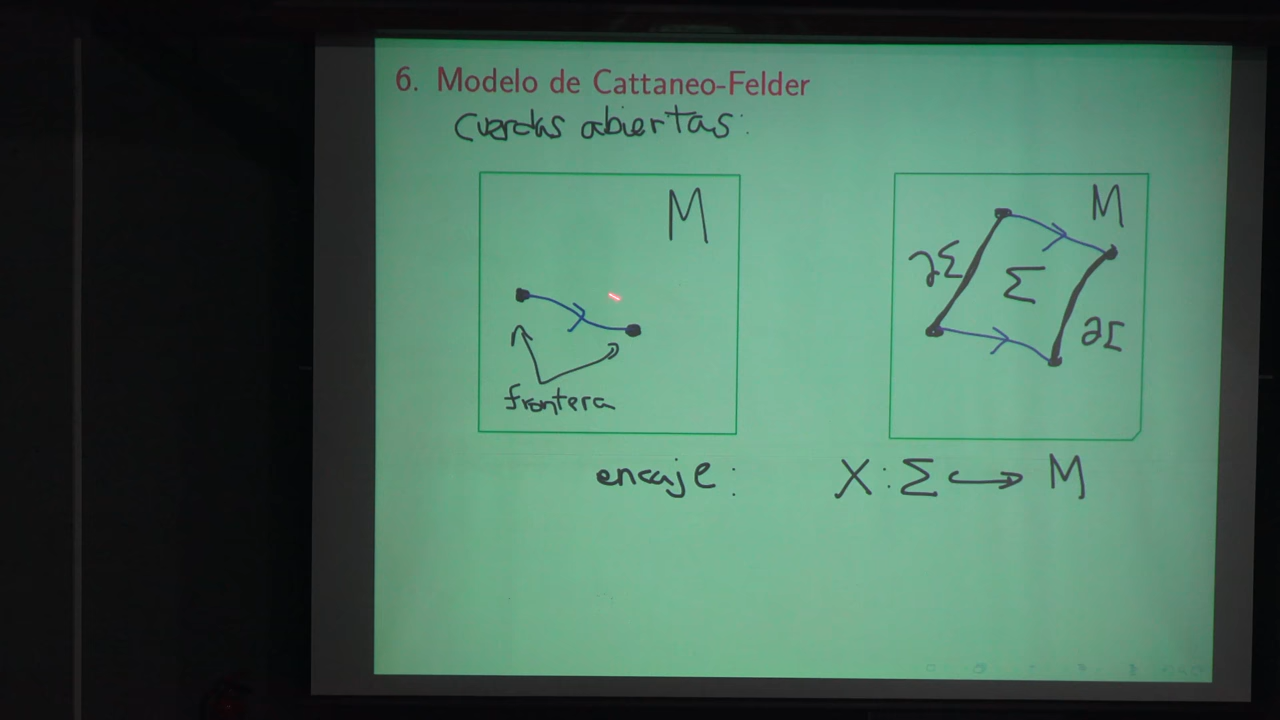 6. Modelo de Cattaneo-Felder
Cuerdas abiertas:
M
frontera
M
∂Σ
Σ
∂Σ
encaje: X:Σ↪M